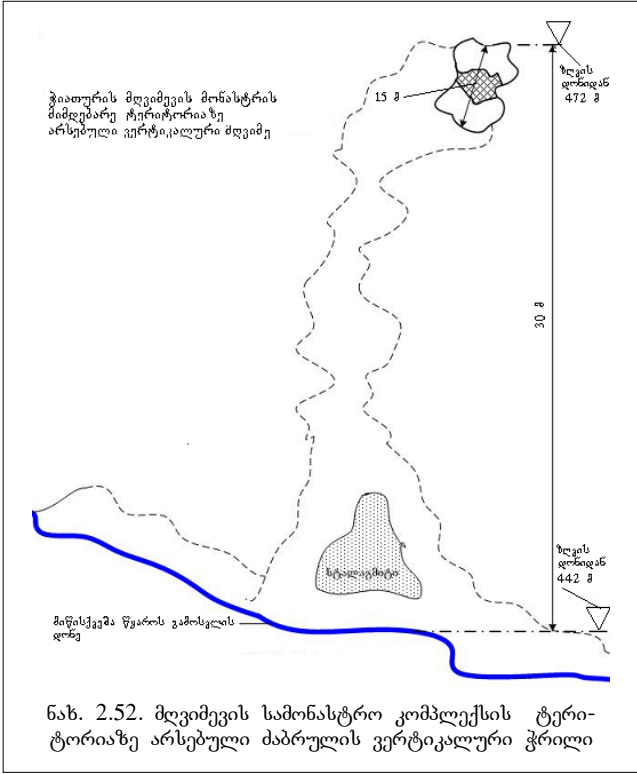 ჭიათურის მღვიმევის მონასტრის
მიმდებარე ტერიტორიაზე
არსებული ვერტიკალური მღვიმე
15 მ
ზღვის
დონიდან
472 მ
30 მ
სტალაგმიტი
ზღვის
დონიდან
442 მ
მიწისქვეშა წყაროს გამოსვლის
დონე
ნახ. 2.52. მღვიმევის სამონასტრო კომპლექსის ტერი-
ტორიაზე არსებული ძაბრულის ვერტიკალური ჭრილი